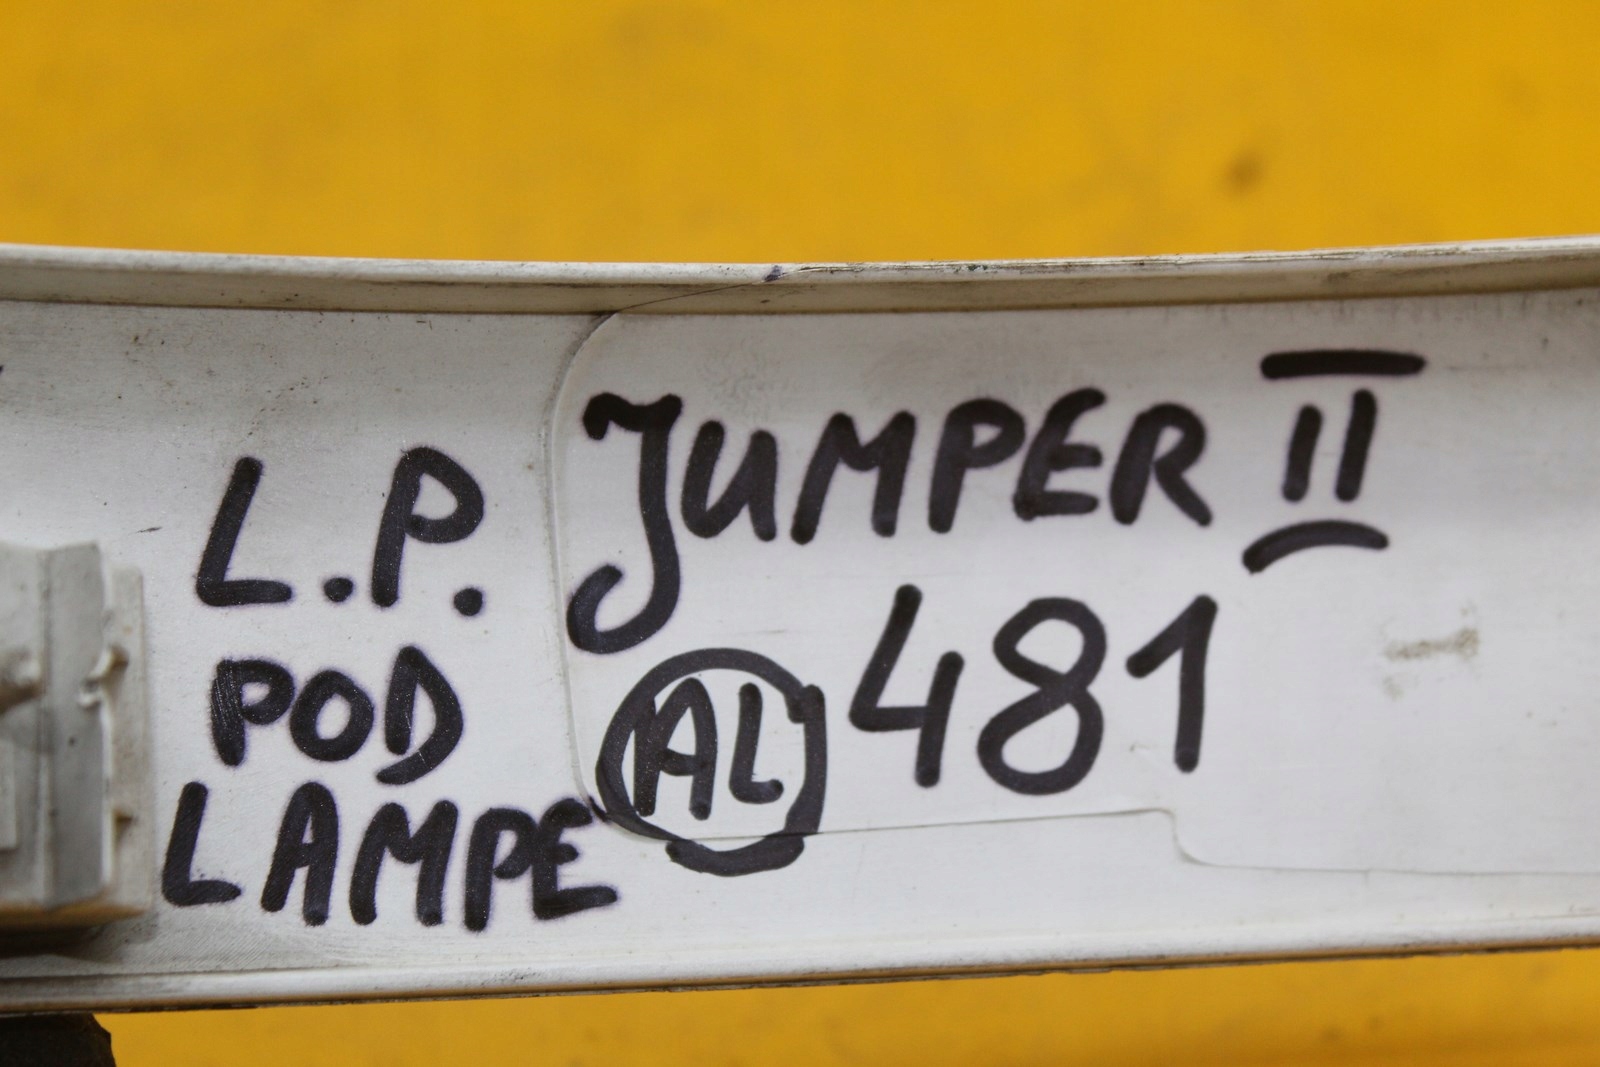 L.P.
POD
LAMPE
JUMPER II
AL 481